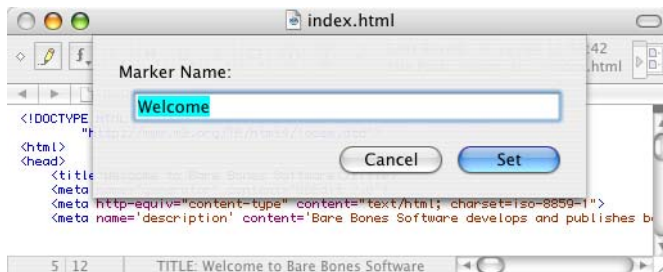 index.html
:42
.html
Marker Name:
Welcome
Cancel
Set
<!DOCTYPE
<html>
<head>
<title
<meta
<meta http-equiv="content-type" content="text/html; charset=iso-8859-1">
<meta name='description' content='Bare Bones Software develops and publishes b
5 12
TITLE: Welcome to Bare Bones Software